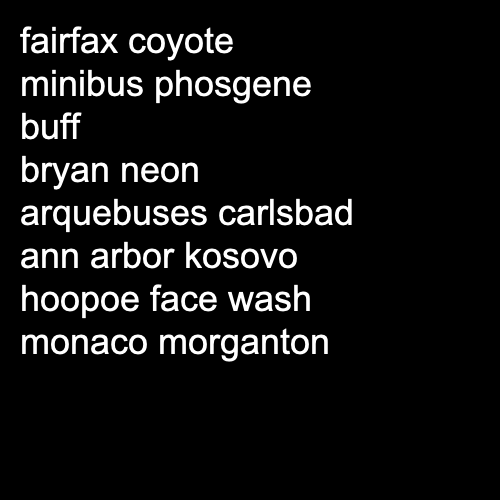 fairfax coyote
minibus phosgene
buff
bryan neon
arquebuses carlsbad
ann arbor kosovo
hoopoe face wash
monaco morganton